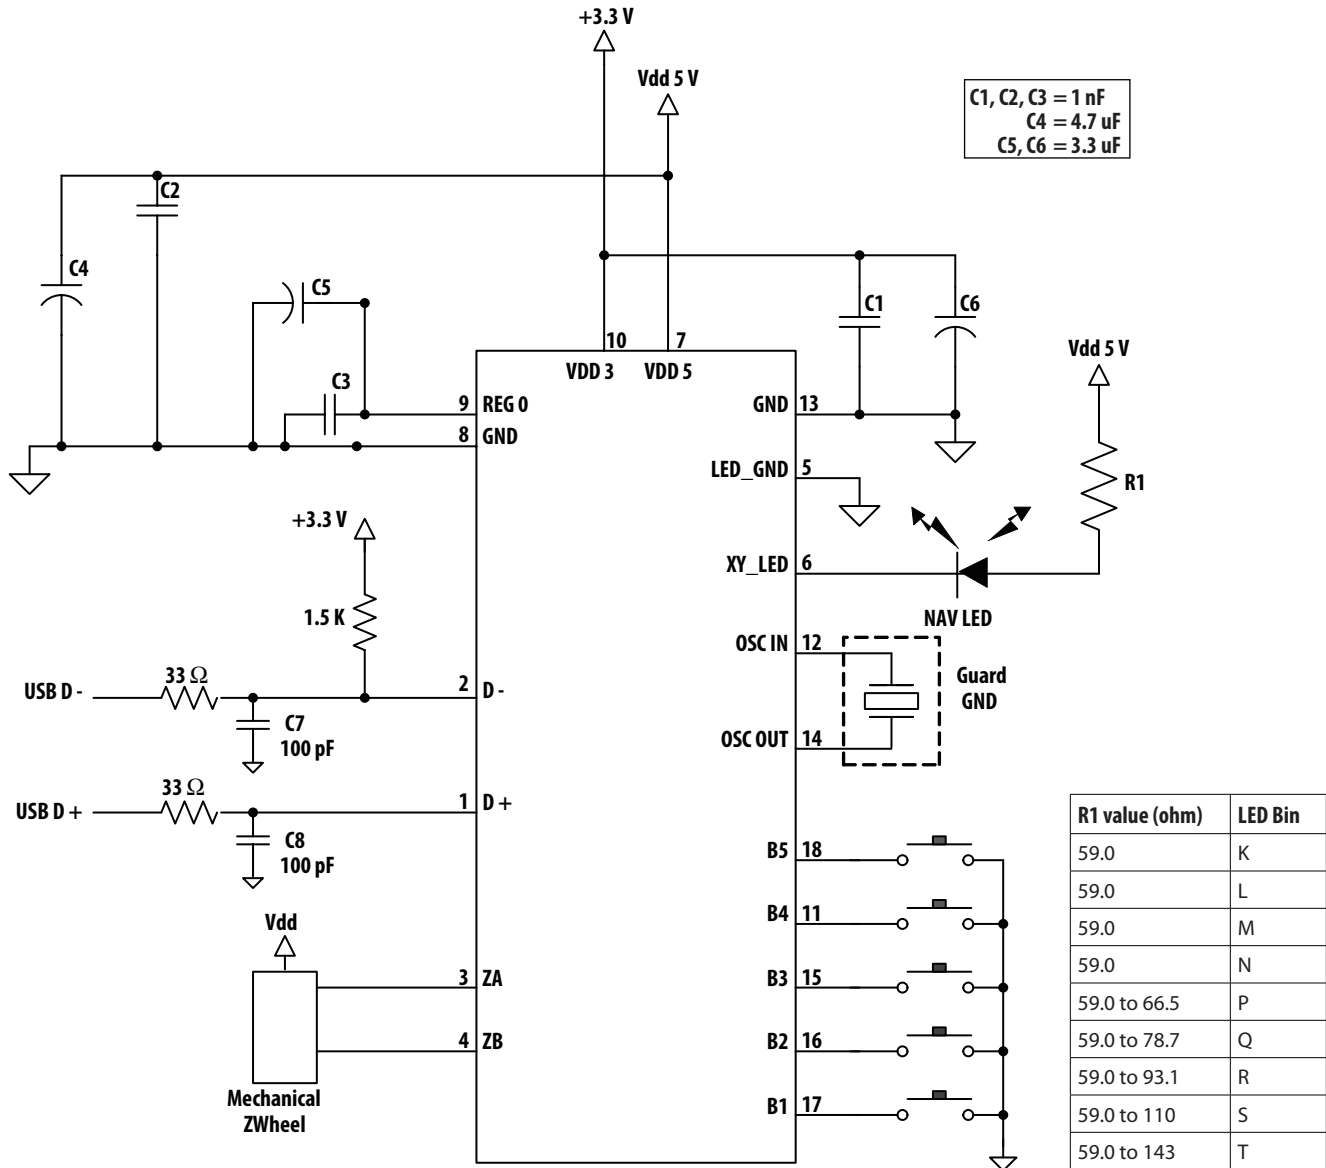 +3.3 V
Vdd 5 V
C1, C2, C3 = 1 nF
C4 = 4.7 uF
C5, C6 = 3.3 uF
C2
C4
C5
C1
C6
10
7
Vdd 5 V
VDD 3
VDD 5
C3
9
REG 0
GND
13
8
GND
LED_GND
5
R1
+3.3 V
XY_LED
6
1.5 K
NAV LED
OSC IN
12
33 Ω
Guard
GND
USB D -
2
D -
C7
100 pF
OSC OUT
14
33 Ω
USB D +
1
D +
C8
100 pF
R1 value (ohm) LED Bin
59.0 K
59.0 L
59.0 M
59.0 N
59.0 to 66.5 P
59.0 to 78.7 Q
59.0 to 93.1 R
59.0 to 110 S
59.0 to 143 T
B5
18
B4
11
Vdd
3
ZA
B3
15
4
ZB
B2
16
Mechanical
ZWheel
B1
17